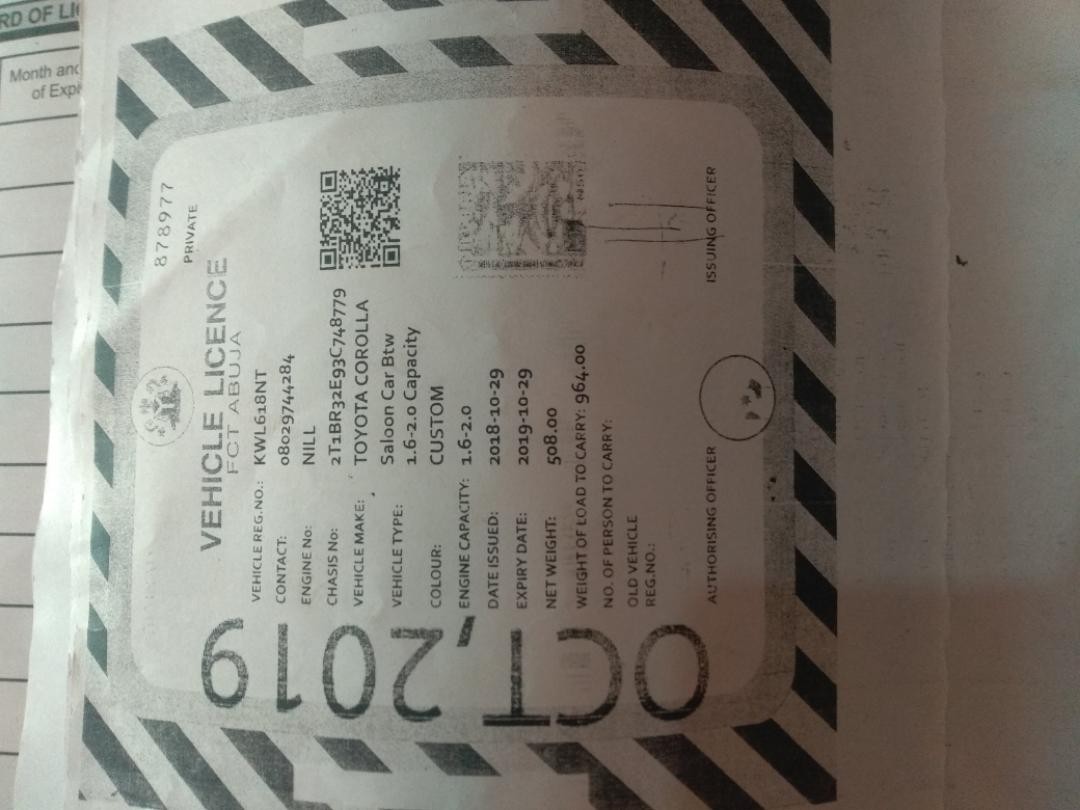 RD OF LI
Month and
of Expi
878977
PRIVATE
VEHICLE LICENCE
FCT ABUJA
VEHICLE REG.NO.: KWL618NT
CONTACT: 08029744284
ENGINE No: NILL
CHASIS No: 2T1BR32E93C748779
VEHICLE MAKE: TOYOTA COROLLA
VEHICLE TYPE: Saloon Car Btw
1.6-2.0 Capacity
COLOUR: CUSTOM
ENGINE CAPACITY: 1.6-2.0
DATE ISSUED: 2018-10-29
EXPIRY DATE: 2019-10-29
NET WEIGHT: 508.00
WEIGHT OF LOAD TO CARRY: 964.00
NO. OF PERSON TO CARRY:
OLD VEHICLE
REG.NO.:
AUTHORISING OFFICER
ISSUING OFFICER
OCT,2019